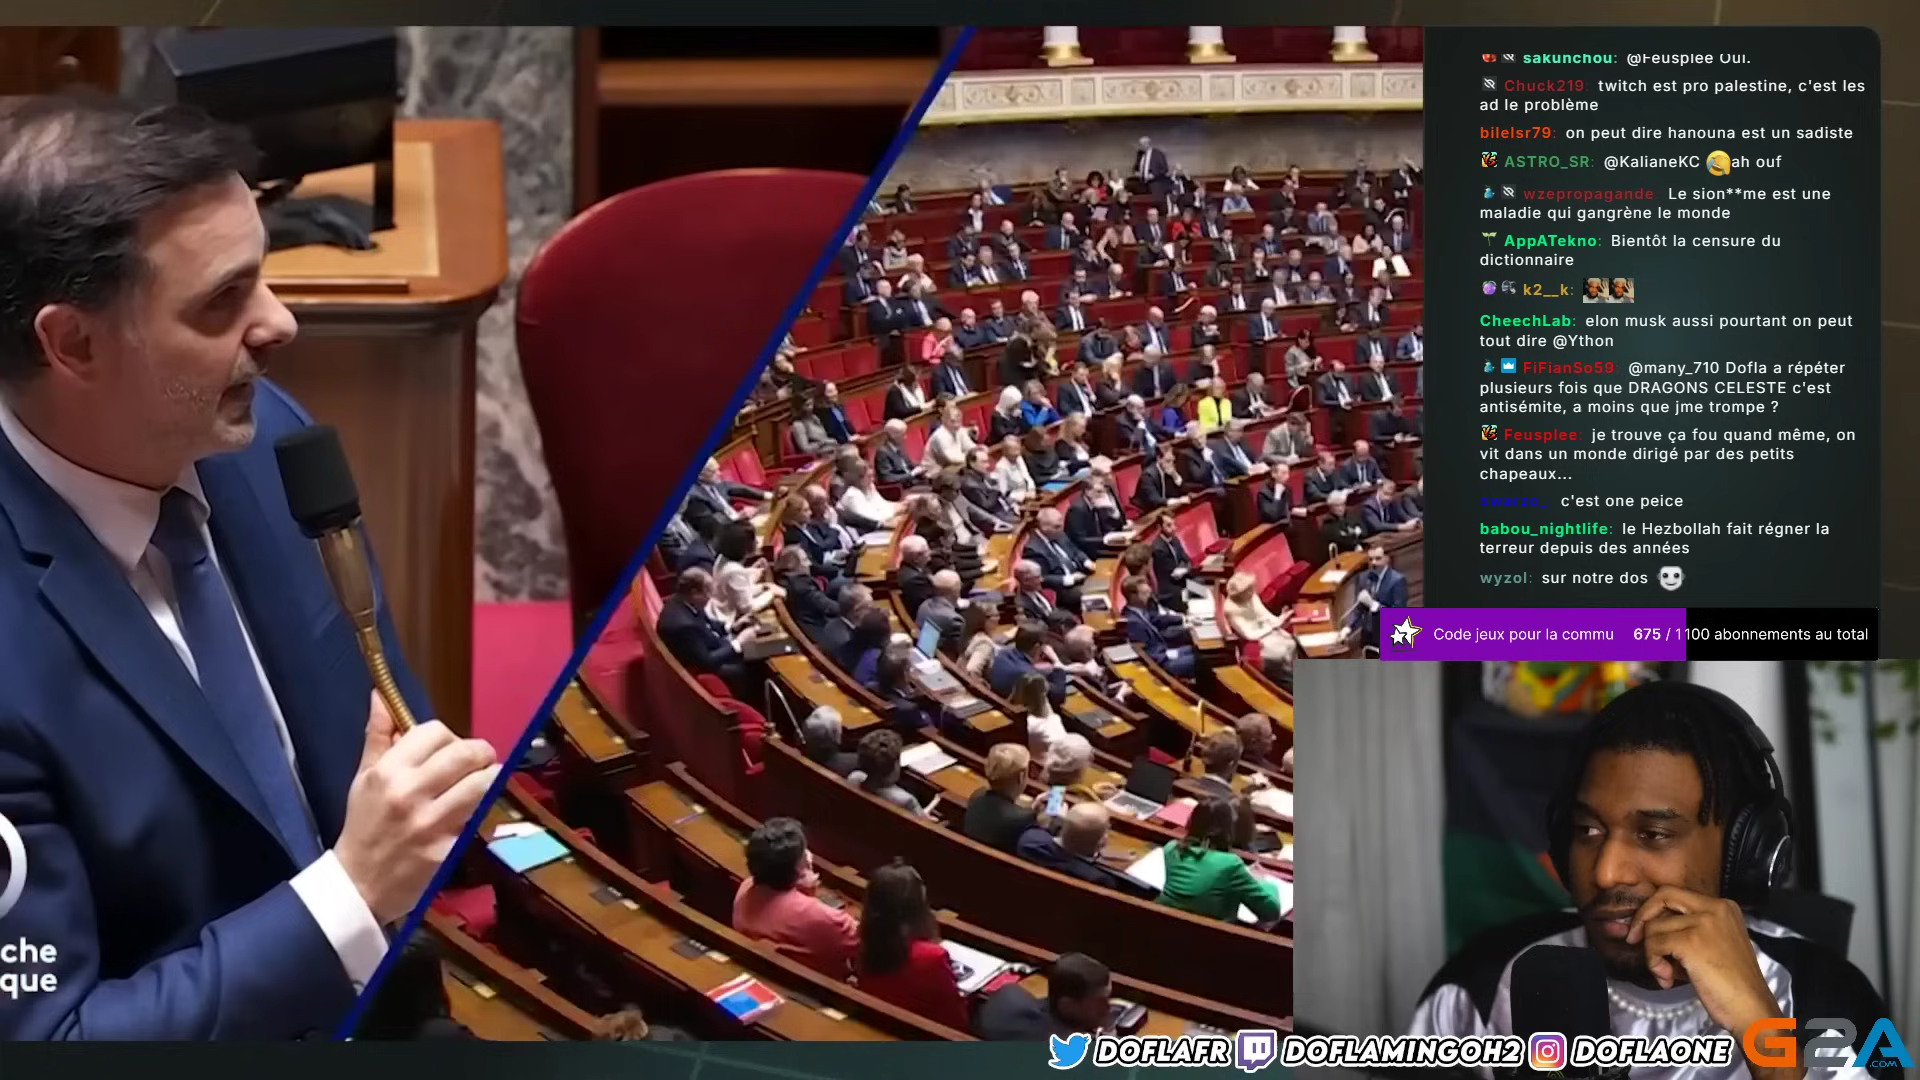 sakunchou: @Feusplee Oui.
Chuck219: twitch est pro palestine, c'est les
ad le problème
bilelsr79: on peut dire hanouna est un sadiste
ASTRO_SR: @KalianeKC ah ouf
wzepropagande Le sion**me est une
maladie qui gangrène le monde
AppATekno: Bientôt la censure du
dictionnaire
k2__k:
CheechLab: elon musk aussi pourtant on peut
tout dire @Ython
FiFianSo59: @many_710 Dofla a répéter
plusieurs fois que DRAGONS CELESTE c'est
antisémite, a moins que jme trompe ?
Feusplee: je trouve ça fou quand même, on
vit dans un monde dirigé par des petits
chapeaux...
c'est one peice
babou_nightlife: le Hezbollah fait régner la
terreur depuis des années
wyzol: sur notre dos
Code jeux pour la commu 675 / 1100 abonnements au total
che
que
DOFLAFR DOFLAMINGOH2 DOFLAONE G2A
.COM